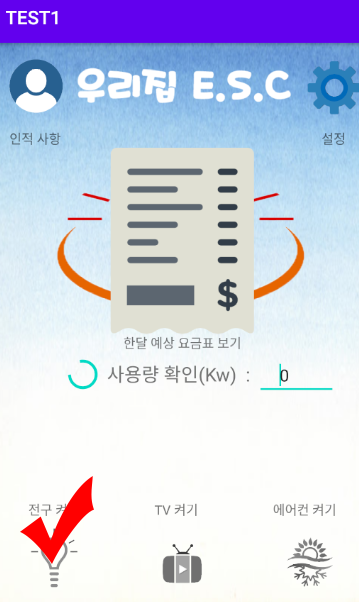 TEST1
우리집 E.S.C
인적 사항
설정
$
한달 예상 요금표 보기
사용량 확인(Kw) : 0
전구 켜
TV 켜기
에어컨 켜기